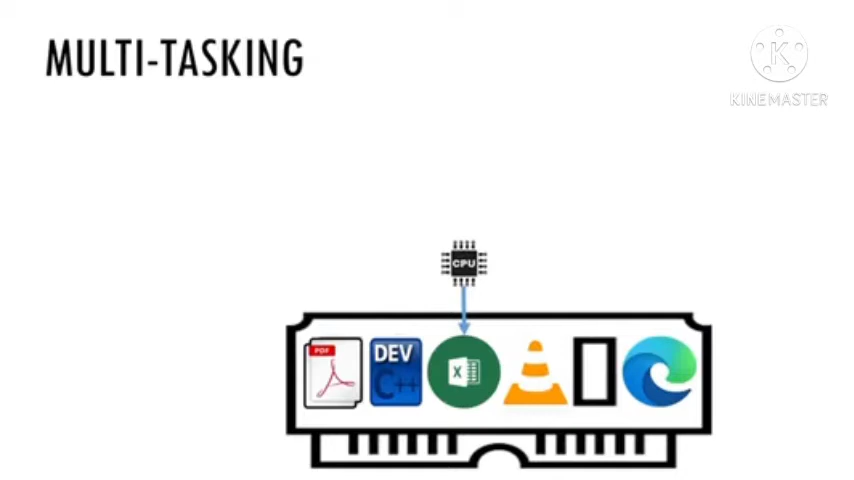 MULTI-TASKING
K
KINEMASTER
CPU
PDF
DEV
C++
X